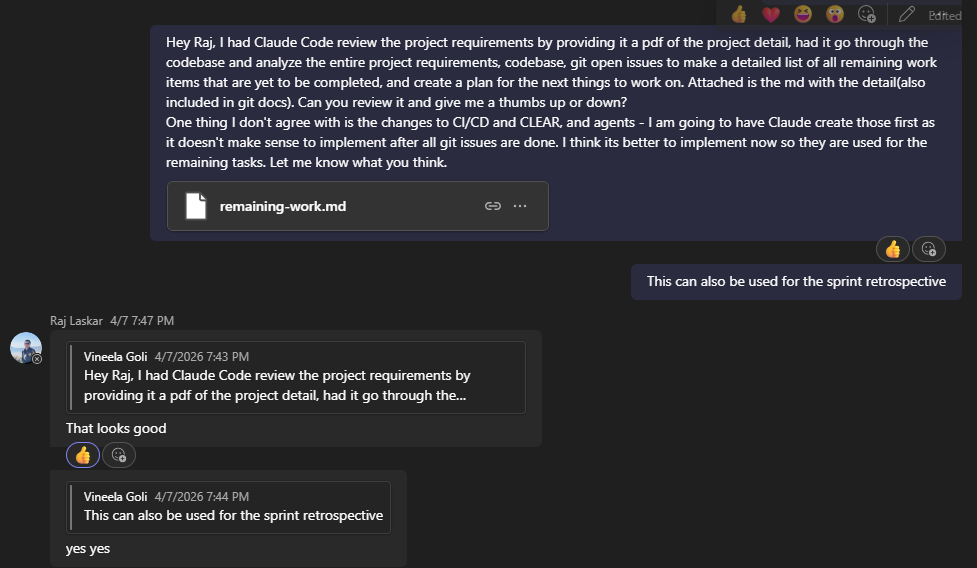 Edited
Hey Raj, I had Claude Code review the project requirements by providing it a pdf of the project detail, had it go through the
codebase and analyze the entire project requirements, codebase, git open issues to make a detailed list of all remaining work
items that are yet to be completed, and create a plan for the next things to work on. Attached is the md with the detail(also
included in git docs). Can you review it and give me a thumbs up or down?
One thing I don't agree with is the changes to CI/CD and CLEAR, and agents - I am going to have Claude create those first as
it doesn't make sense to implement after all git issues are done. I think its better to implement now so they are used for the
remaining tasks. Let me know what you think.
remaining-work.md
This can also be used for the sprint retrospective
Raj Laskar 4/7 7:47 PM
Vineela Goli 4/7/2026 7:43 PM
Hey Raj, I had Claude Code review the project requirements by
providing it a pdf of the project detail, had it go through the...
That looks good
Vineela Goli 4/7/2026 7:44 PM
This can also be used for the sprint retrospective
yes yes